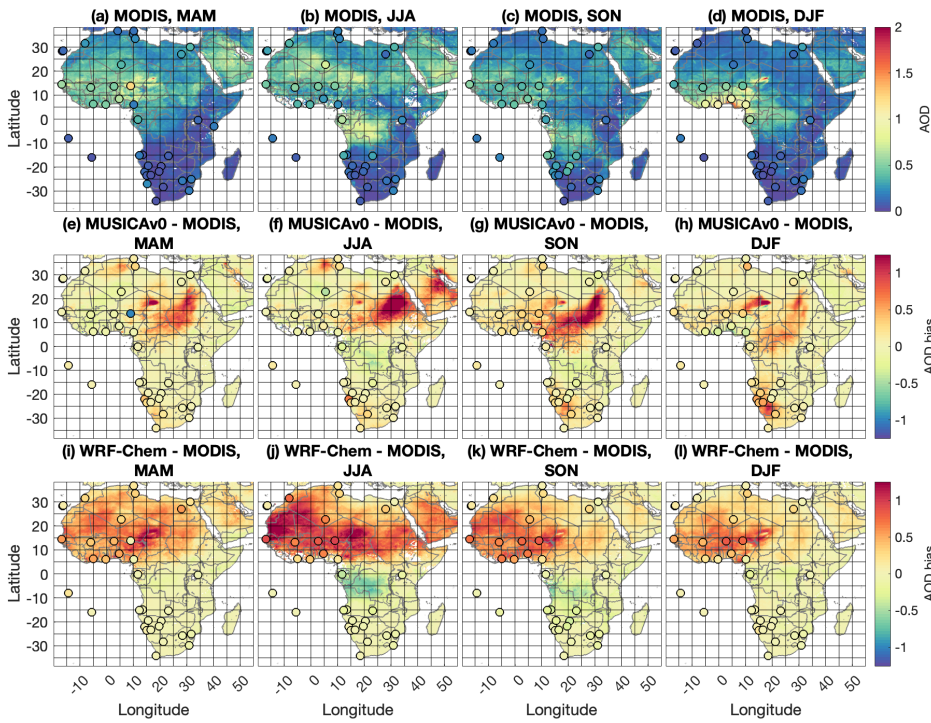 (a) MODIS, MAM
(b) MODIS, JJA
(c) MODIS, SON
(d) MODIS, DJF
Latitude
30
20
10
0
-10
-20
-30
2
1.5
1
0.5
0
AOD
(e) MUSICAv0 - MODIS,
MAM
(f) MUSICAv0 - MODIS,
JJA
(g) MUSICAv0 - MODIS,
SON
(h) MUSICAv0 - MODIS,
DJF
Latitude
30
20
10
0
-10
-20
-30
1
0.5
0
-0.5
-1
AOD bias
(i) WRF-Chem - MODIS,
MAM
(j) WRF-Chem - MODIS,
JJA
(k) WRF-Chem - MODIS,
SON
(l) WRF-Chem - MODIS,
DJF
Latitude
30
20
10
0
-10
-20
-30
1
0.5
0
-0.5
-1
AOD bias
-10 0 10 20 30 40 50
-10 0 10 20 30 40 50
-10 0 10 20 30 40 50
-10 0 10 20 30 40 50
Longitude
Longitude
Longitude
Longitude